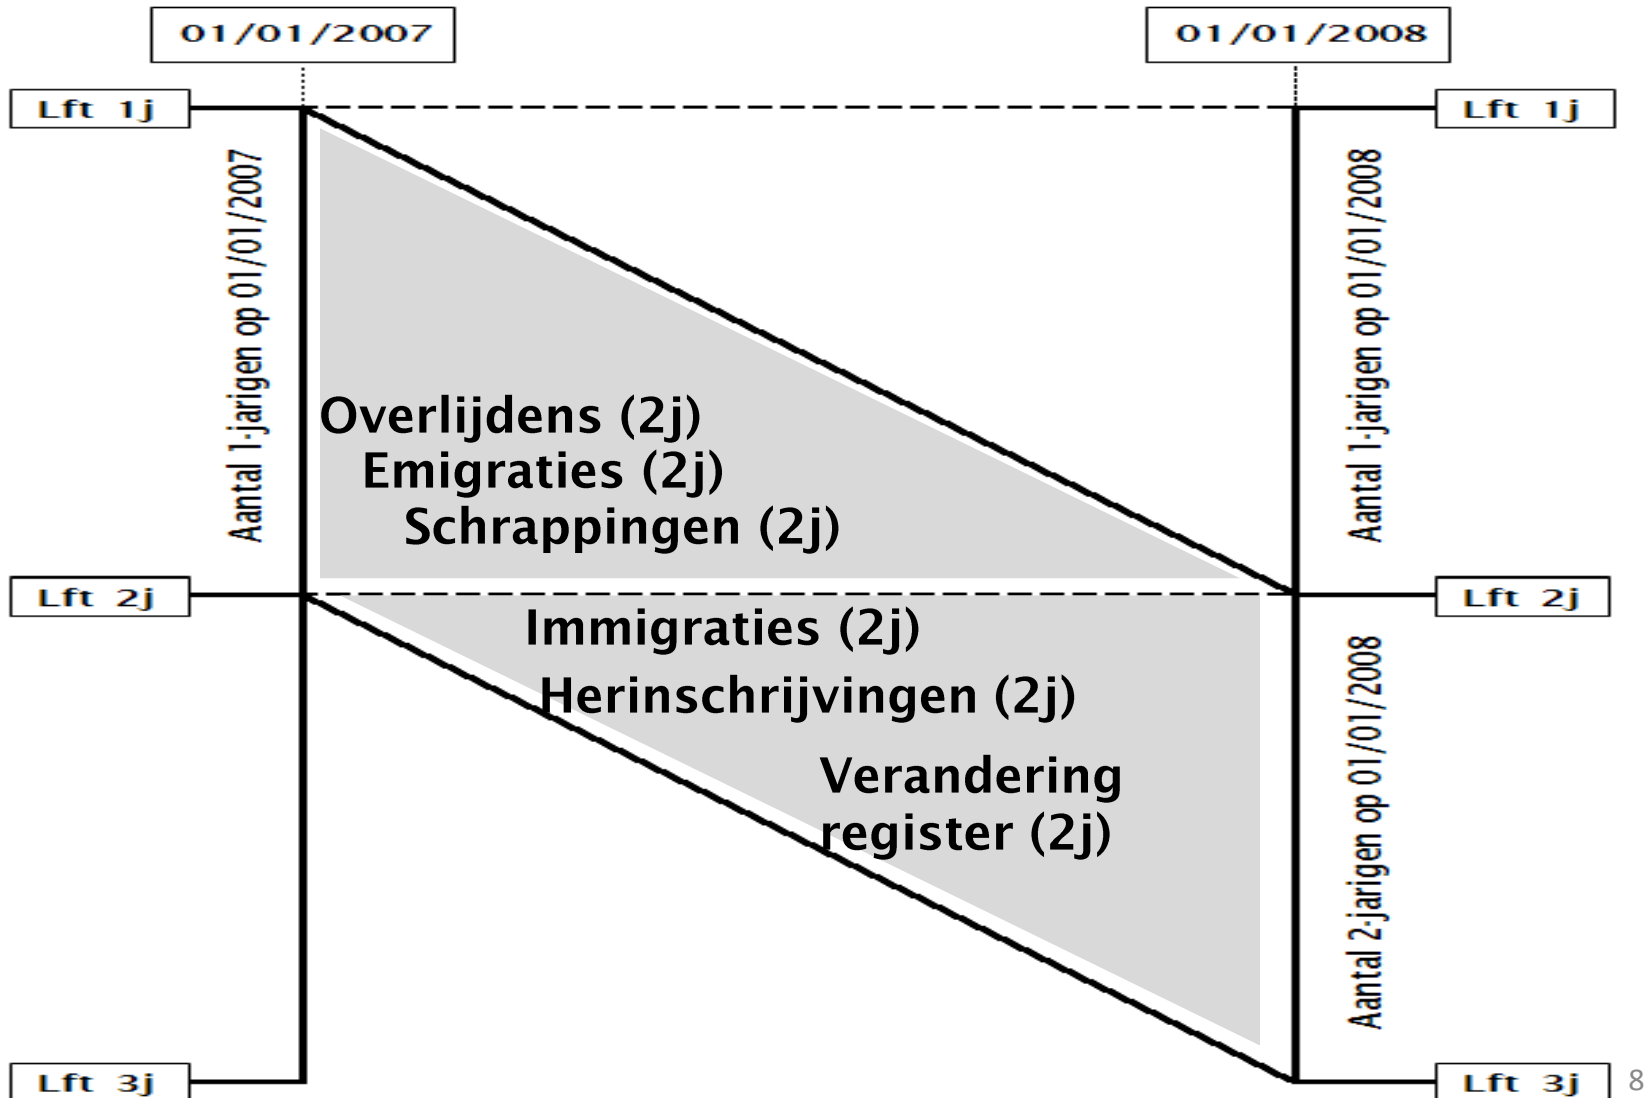 01/01/2007
01/01/2008
Lft 1j
Lft 1j
Aantal 1-jarigen op 01/01/2007
Aantal 1-jarigen op 01/01/2008
Overlijdens (2j)
Emigraties (2j)
Schrappingen (2j)
Lft 2j
Lft 2j
Immigraties (2j)
Herinschrijvingen (2j)
Verandering
register (2j)
Aantal 2-jarigen op 01/01/2008
Lft 3j
Lft 3j
8